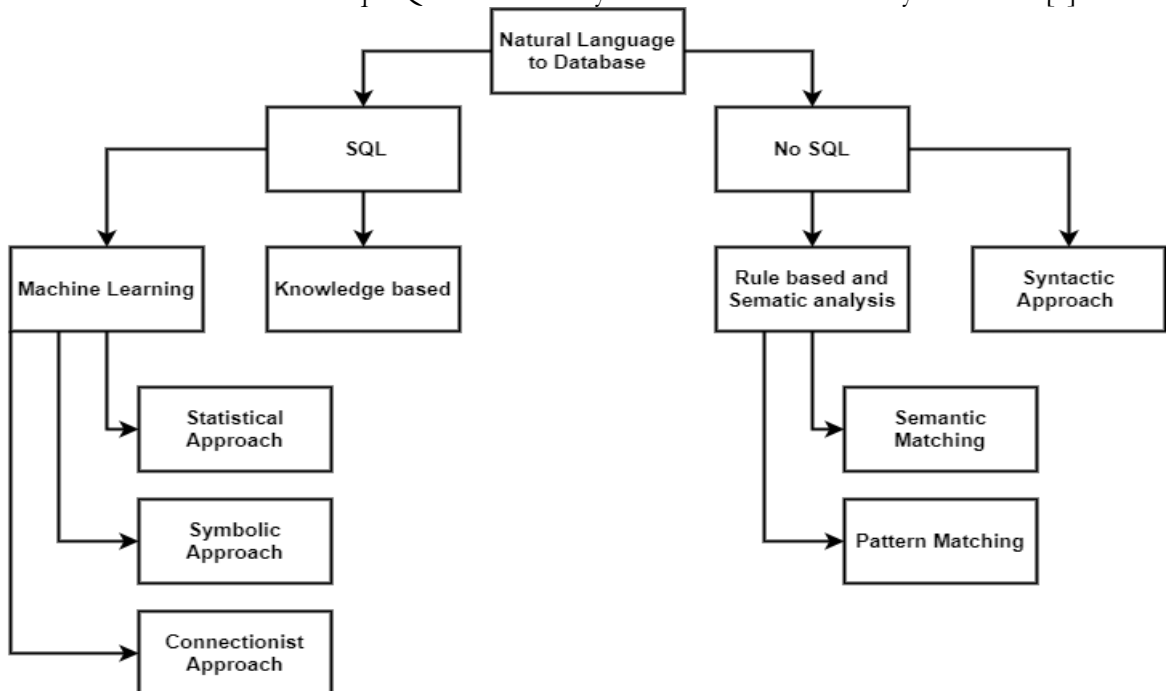 Natural Language
to Database
SQL
No SQL
Machine Learning
Knowledge based
Rule based and
Sematic analysis
Syntactic
Approach
Statistical
Approach
Semantic
Matching
Symbolic
Approach
Pattern Matching
Connectionist
Approach